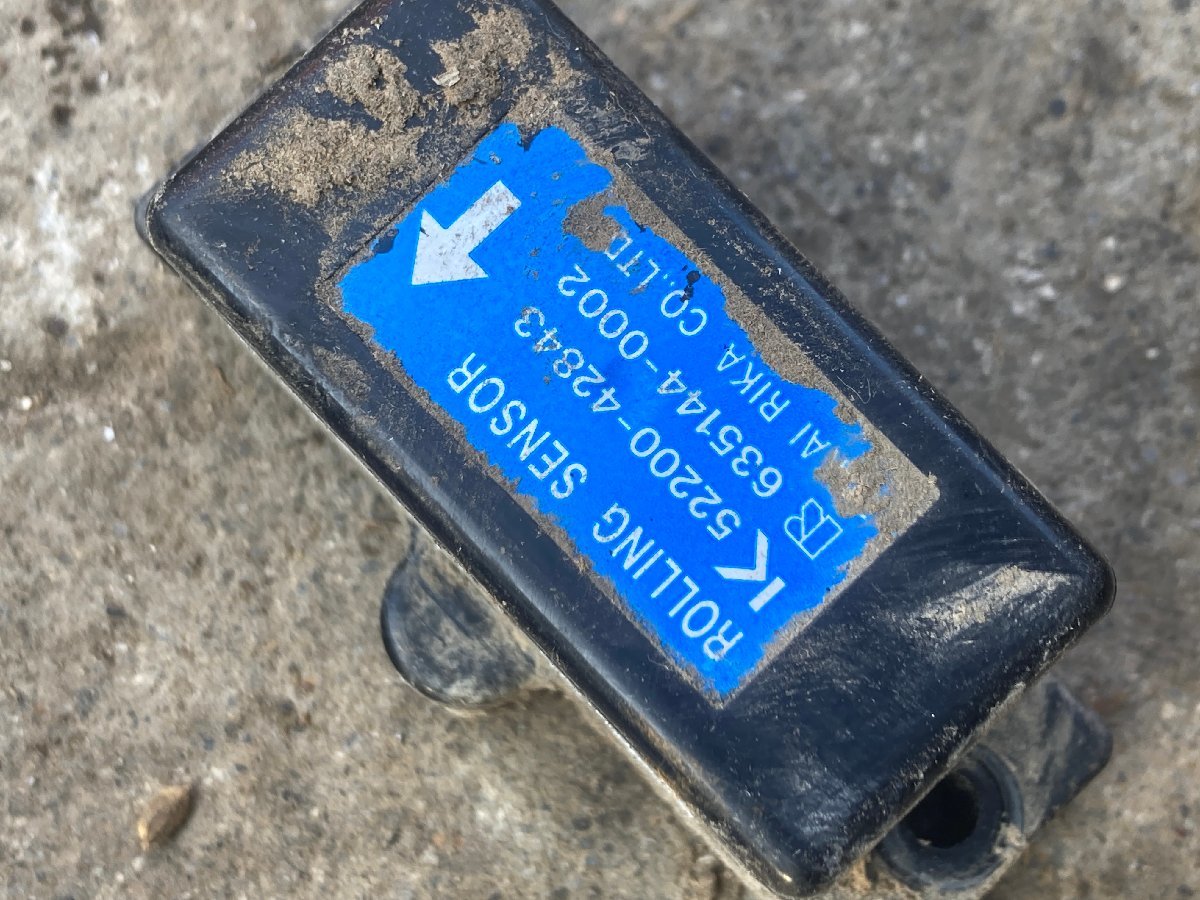 ROLLING SENSOR
K 52200-42843
635144-0002
AI RIKA CO.,LTD.